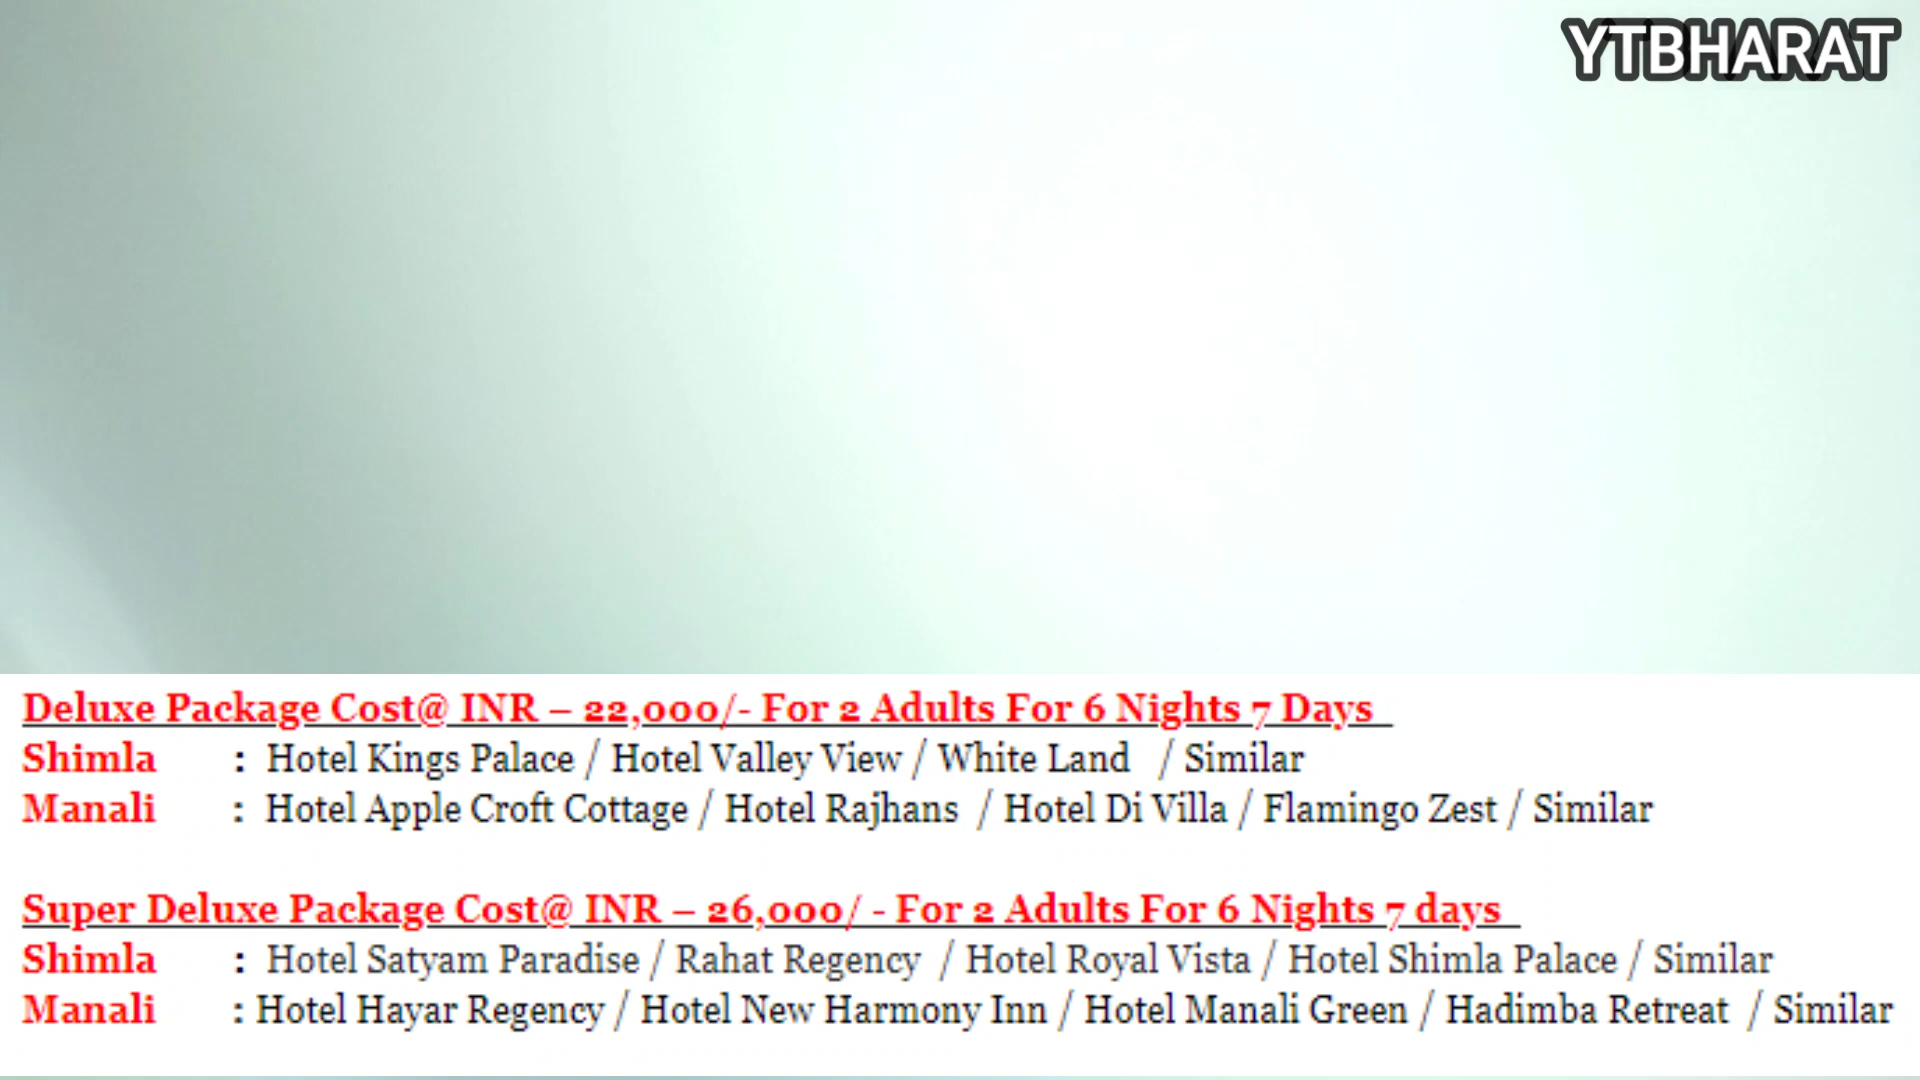 YTBHARAT
Deluxe Package Cost@ INR – 22,000/- For 2 Adults For 6 Nights 7 Days
Shimla : Hotel Kings Palace / Hotel Valley View / White Land / Similar
Manali : Hotel Apple Croft Cottage / Hotel Rajhans / Hotel Di Villa / Flamingo Zest / Similar
Super Deluxe Package Cost@ INR – 26,000/ - For 2 Adults For 6 Nights 7 days
Shimla : Hotel Satyam Paradise / Rahat Regency / Hotel Royal Vista / Hotel Shimla Palace / Similar
Manali : Hotel Hayar Regency / Hotel New Harmony Inn / Hotel Manali Green / Hadimba Retreat / Similar